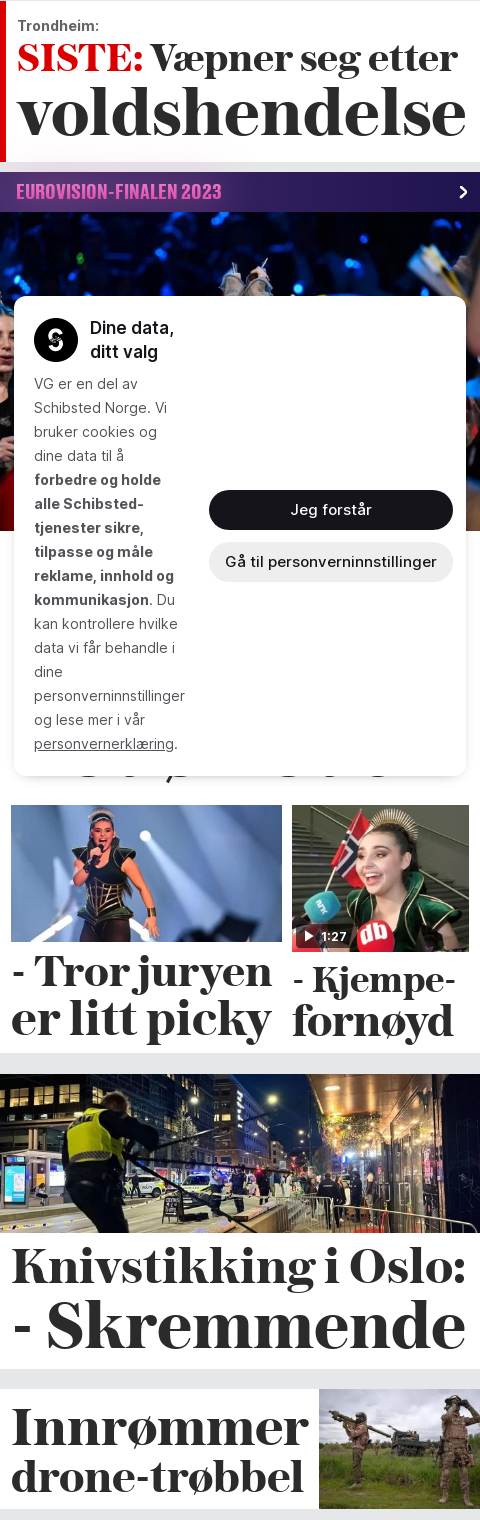 Trondheim:
SISTE: Væpner seg etter
voldshendelse
EUROVISION-FINALEN 2023
Dine data,
ditt valg
VG er en del av
Schibsted Norge. Vi
bruker cookies og
dine data til å
forbedre og holde
alle Schibsted-
tjenester sikre,
tilpasse og måle
reklame, innhold og
kommunikasjon. Du
kan kontrollere hvilke
data vi får behandle i
dine
personverninnstillinger
og lese mer i vår
personvernerklæring.
Jeg forstår
Gå til personverninnstillinger
1:27
- Tror juryen
er litt picky
- Kjempe-
fornøyd
Knivstikking i Oslo:
- Skremmende
Innrømmer
drone-trøbbel